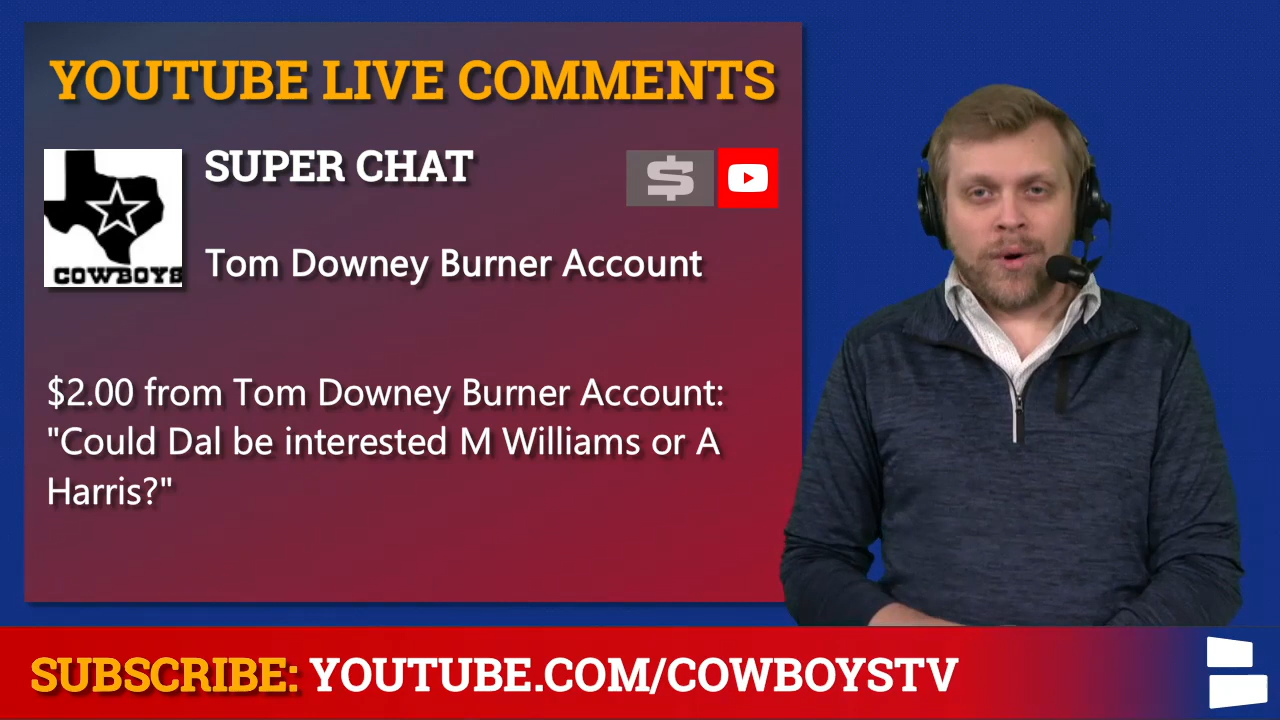 YOUTUBE LIVE COMMENTS
COWBOYS
SUPER CHAT
$
Tom Downey Burner Account
$2.00 from Tom Downey Burner Account:
"Could Dal be interested M Williams or A
Harris?"
SUBSCRIBE: YOUTUBE.COM/COWBOYSTV